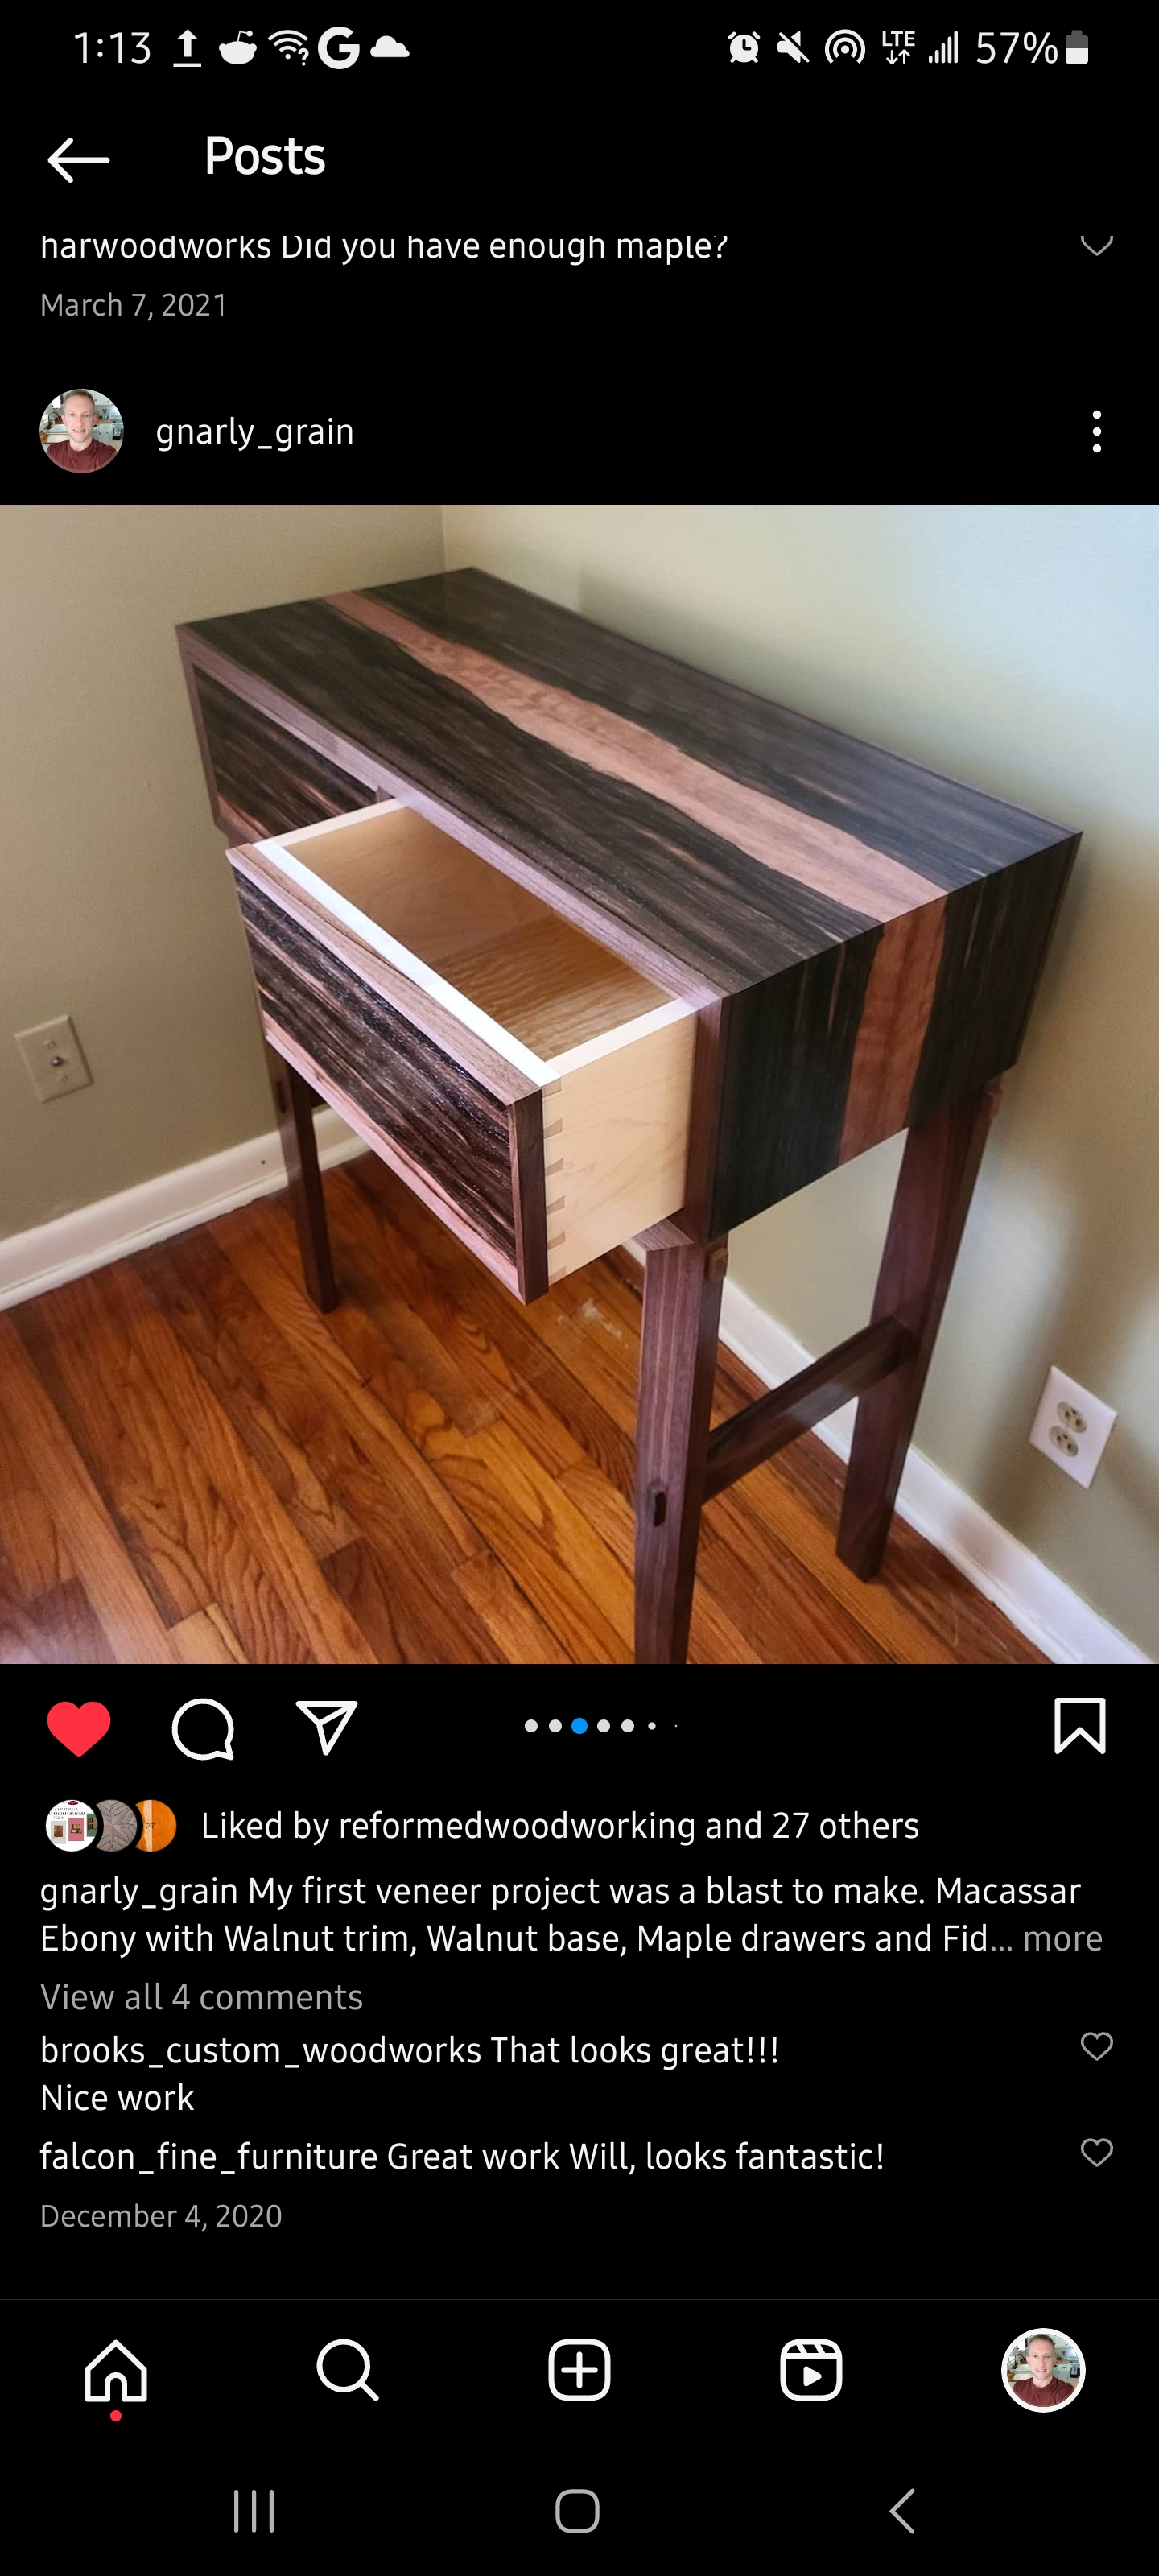 1:13
LTE
57%
Posts
harwoodworks Did you have enough maple?
March 7, 2021
gnarly_grain
Liked by reformedwoodworking and 27 others
gnarly_grain My first veneer project was a blast to make. Macassar
Ebony with Walnut trim, Walnut base, Maple drawers and Fid... more
View all 4 comments
brooks_custom_woodworks That looks great!!!
Nice work
falcon_fine_furniture Great work Will, looks fantastic!
December 4, 2020